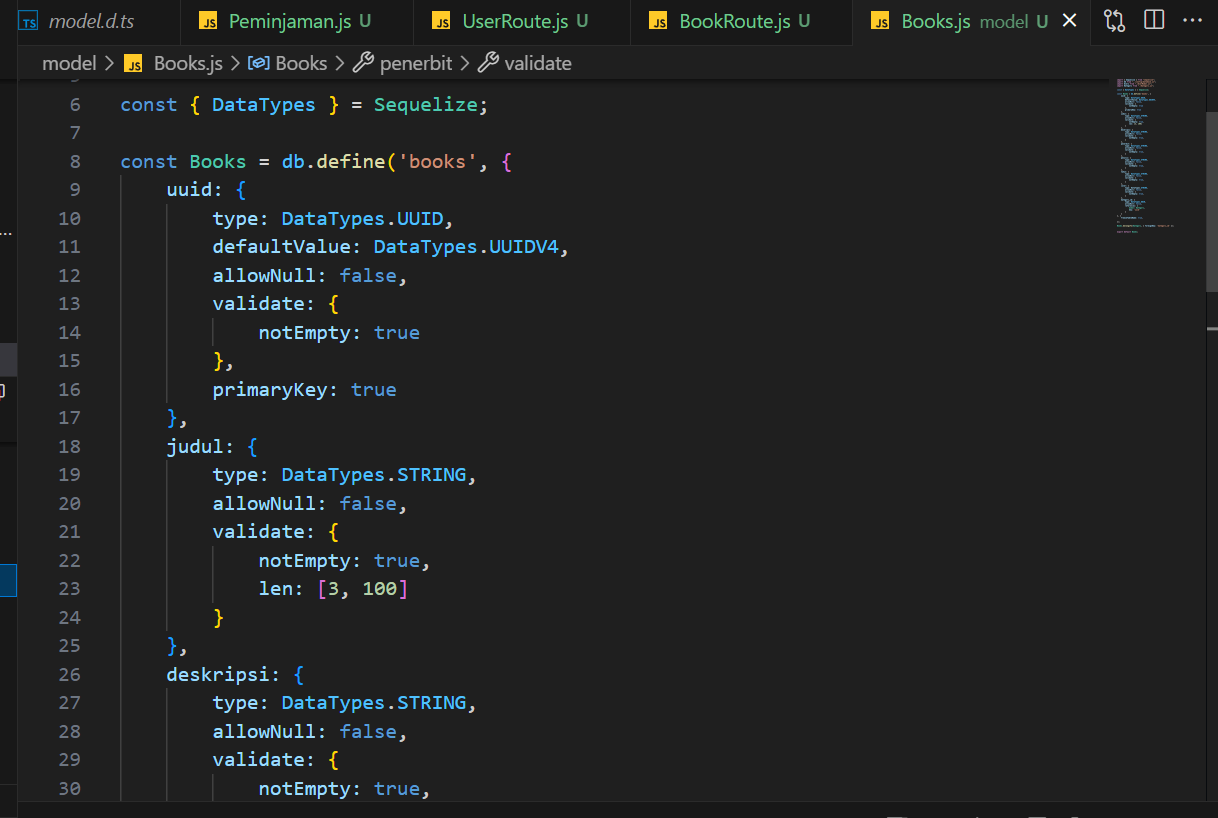 TS model.d.ts JS Peminjaman.js U JS UserRoute.js U JS BookRoute.js U JS Books.js model U
model > JS Books.js > Books > penerbit > validate
6 const { DataTypes } = Sequelize;
7
8 const Books = db.define('books', {
9 uuid: {
10 type: DataTypes.UUID,
11 defaultValue: DataTypes.UUIDV4,
12 allowNull: false,
13 validate: {
14 notEmpty: true
15 },
16 primaryKey: true
17 },
18 judul: {
19 type: DataTypes.STRING,
20 allowNull: false,
21 validate: {
22 notEmpty: true,
23 len: [3, 100]
24 }
25 },
26 deskripsi: {
27 type: DataTypes.STRING,
28 allowNull: false,
29 validate: {
30 notEmpty: true,